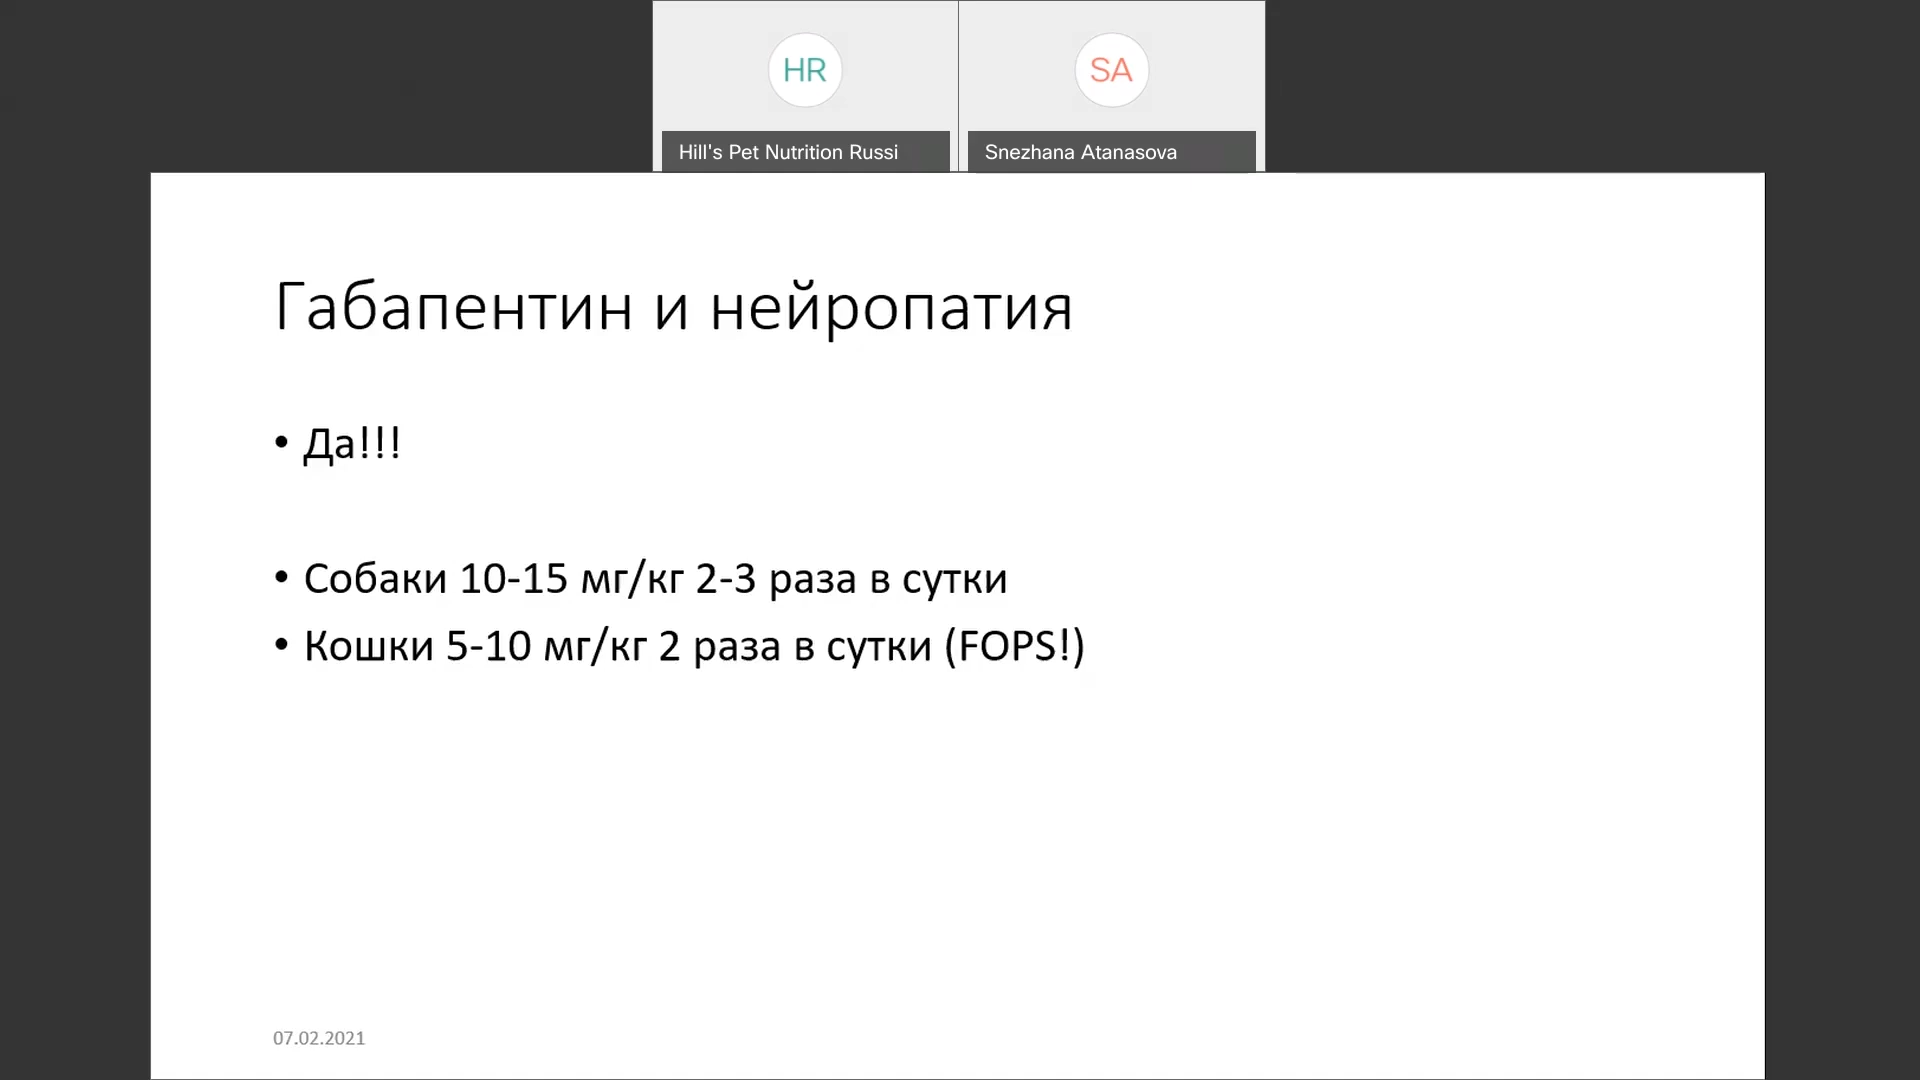 HR
SA
Hill's Pet Nutrition Russi
Snezhana Atanasova
Габапентин и нейропатия
• Да!!!
• Собаки 10-15 мг/кг 2-3 раза в сутки
• Кошки 5-10 мг/кг 2 раза в сутки (FOPS!)
07.02.2021